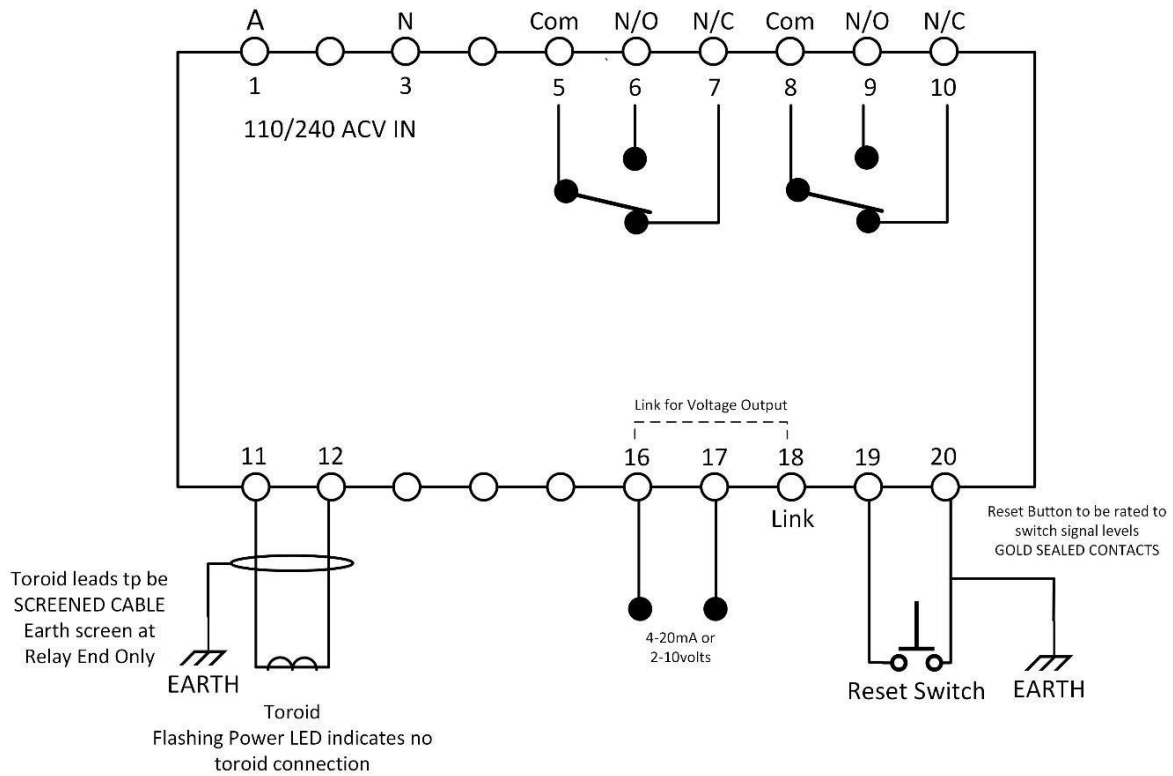 A N Com N/O N/C Com N/O N/C
1 3 5 6 7 8 9 10
110/240 ACV IN
Link for Voltage Output
11 12 16 17 18 19 20
Link
Reset Button to be rated to
switch signal levels
GOLD SEALED CONTACTS
Toroid leads tp be
SCREENED CABLE
Earth screen at
Relay End Only
EARTH
4-20mA or
2-10volts
Reset Switch
EARTH
Toroid
Flashing Power LED indicates no
toroid connection